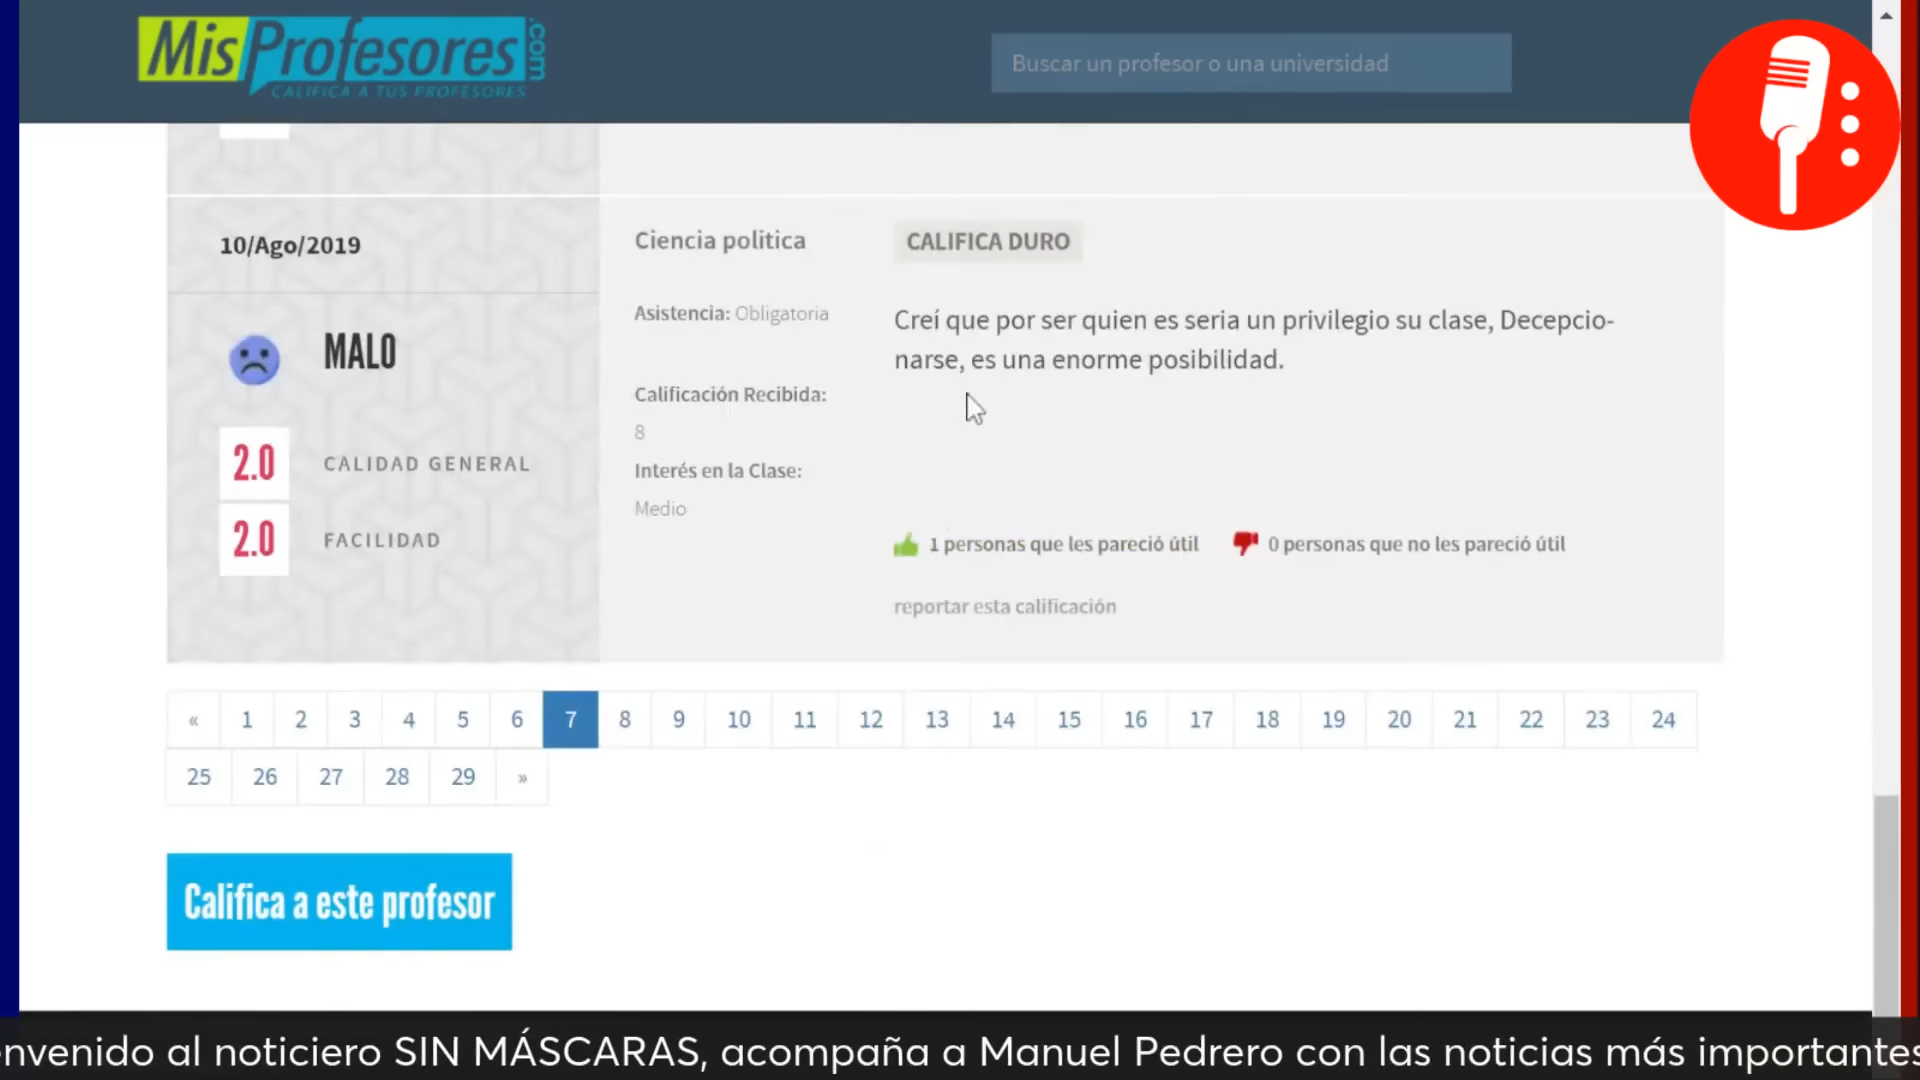 MisProfesores.com
CALIFICA A TUS PROFESORES
Buscar un profesor o una universidad
10/Ago/2019
MALO
2.0 CALIDAD GENERAL
2.0 FACILIDAD
Ciencia politica
Asistencia: Obligatoria
Calificación Recibida:
8
Interés en la Clase:
Medio
CALIFICA DURO
Creí que por ser quien es seria un privilegio su clase, Decepcio-
narse, es una enorme posibilidad.
1 personas que les pareció útil 0 personas que no les pareció útil
reportar esta calificación
« 1 2 3 4 5 6 7 8 9 10 11 12 13 14 15 16 17 18 19 20 21 22 23 24
25 26 27 28 29 »
Califica a este profesor
nvenido al noticiero SIN MÁSCARAS, acompaña a Manuel Pedrero con las noticias más importantes